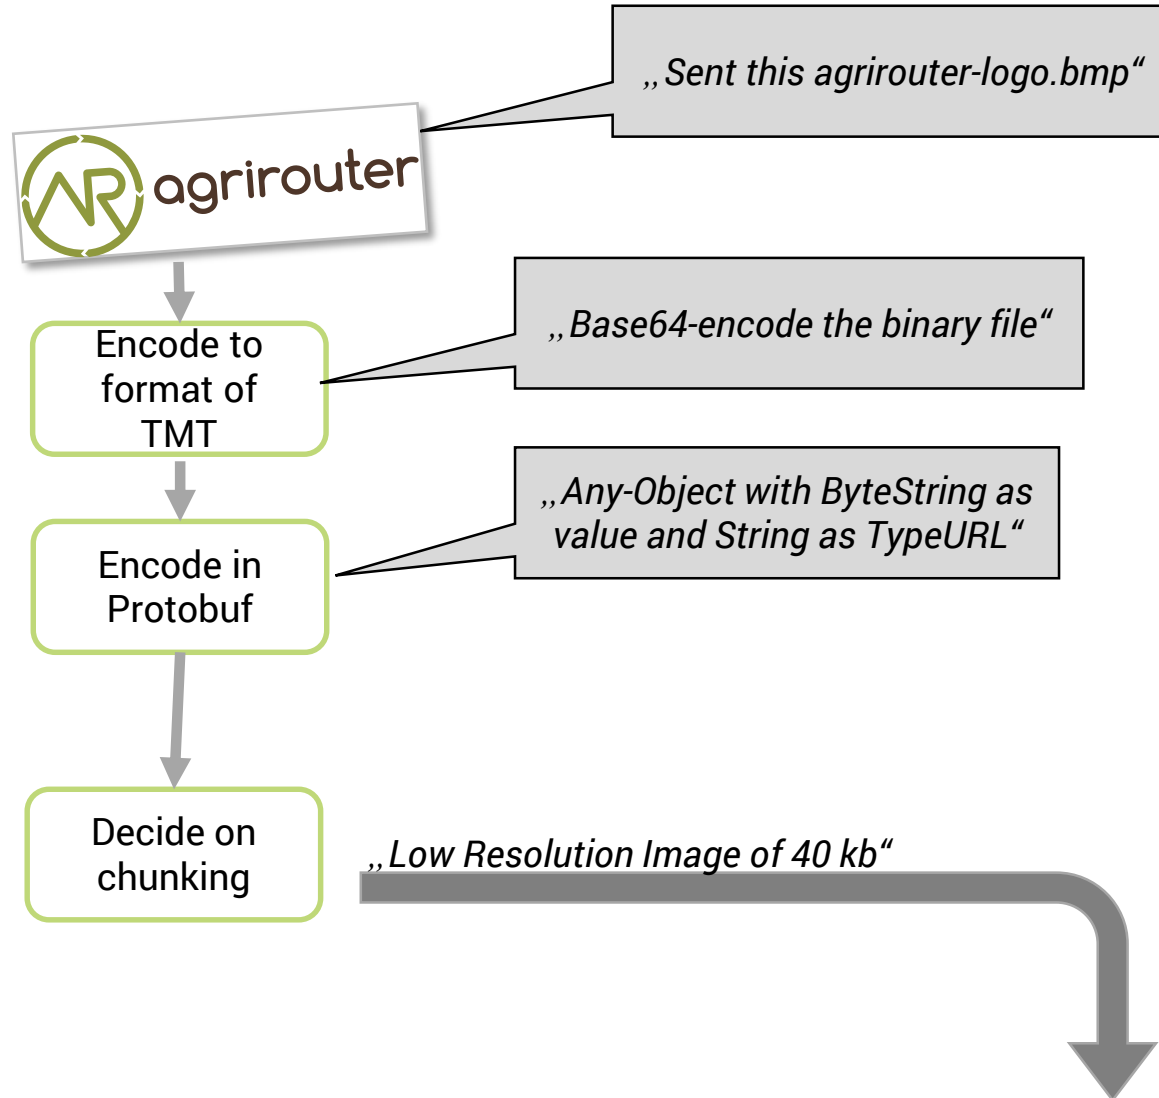 „Sent this agrirouter-logo.bmp“
AR agrirouter
„Base64-encode the binary file“
Encode to
format of
TMT
„Any-Object with ByteString as
value and String as TypeURL“
Encode in
Protobuf
Decide on
chunking
„Low Resolution Image of 40 kb“